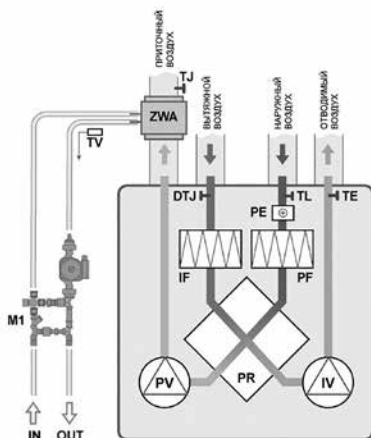 ПРИТОЧНЫЙ
ВОЗДУХ
TJ
ZWA
TV
ВЫТЯЖНОЙ
ВОЗДУХ
НАРУЖНЫЙ
ВОЗДУХ
ОТВОДИМЫЙ
ВОЗДУХ
DTJ
TL
TE
PE
IF
PF
M1
PV
PR
IV
IN
OUT